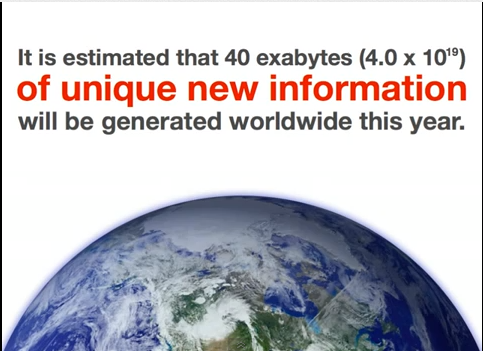 It is estimated that 40 exabytes (4.0 x 10¹⁹)
of unique new information
will be generated worldwide this year.